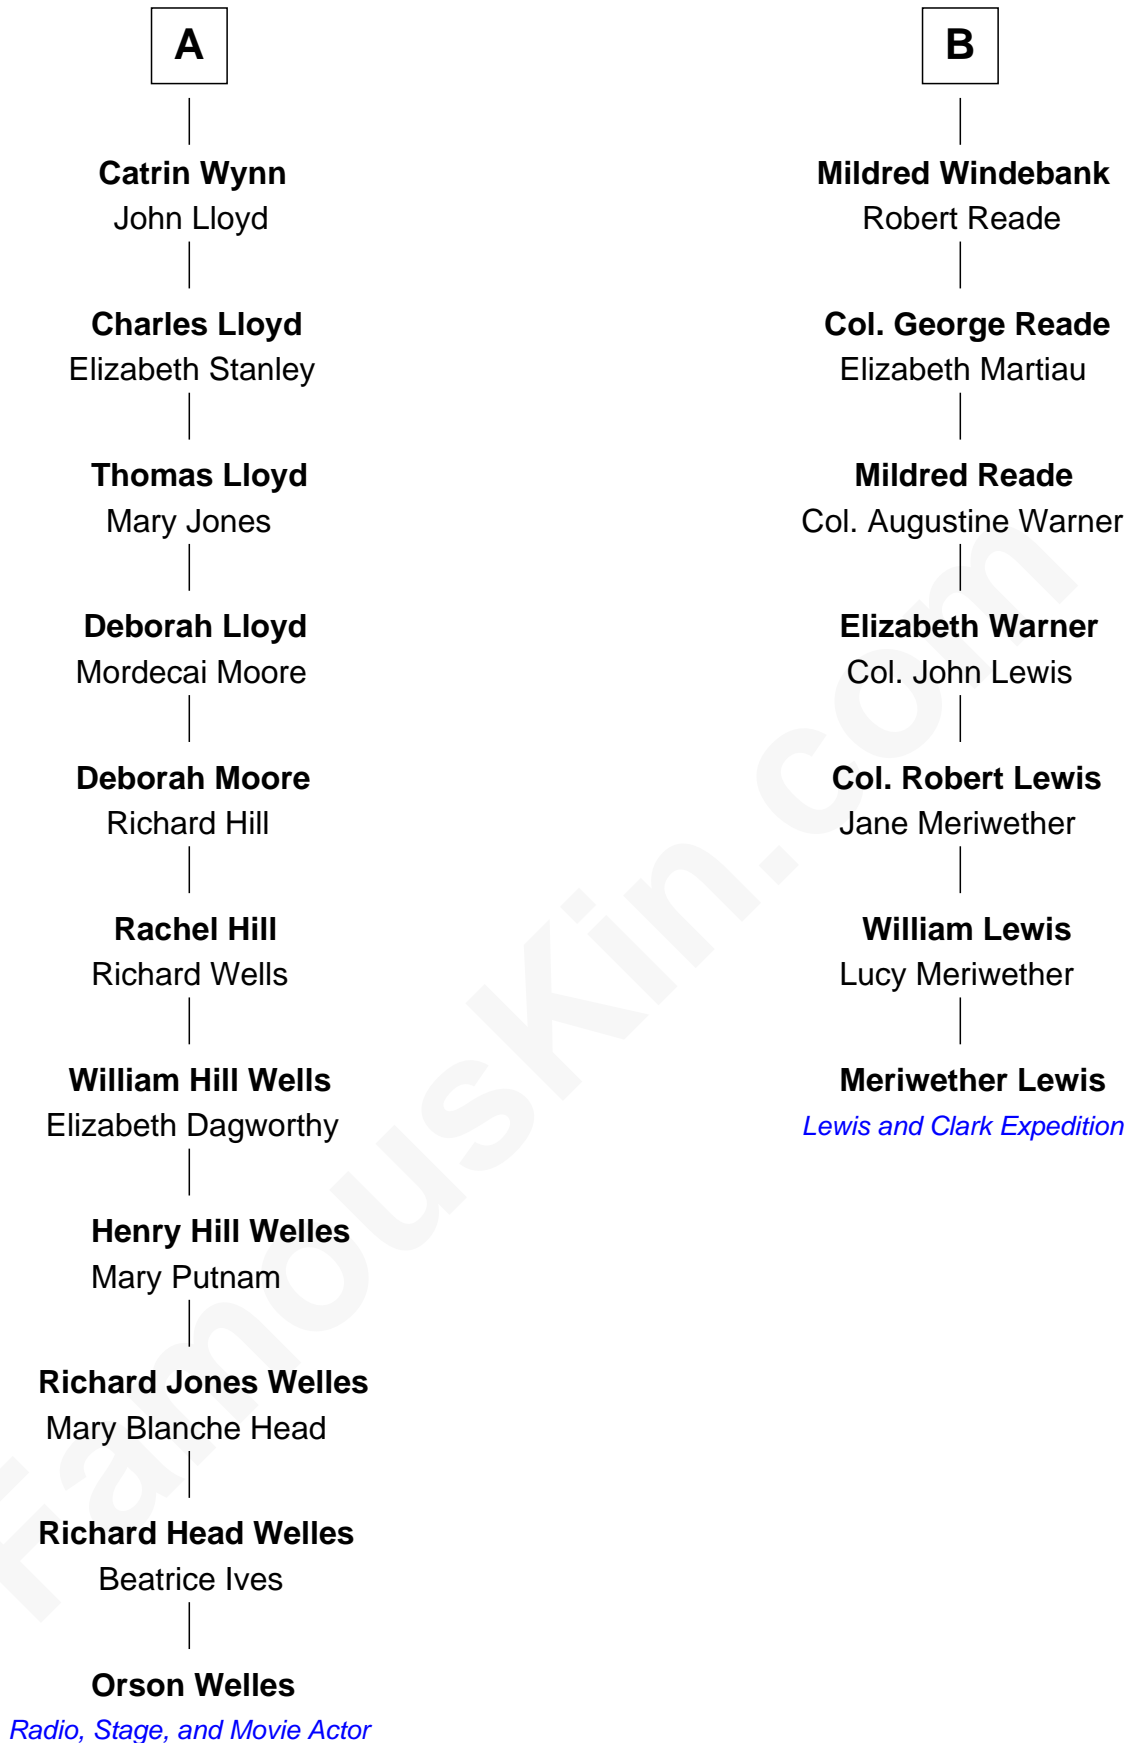 A
Catrin Wynn
John Lloyd
Charles Lloyd
Elizabeth Stanley
Thomas Lloyd
Mary Jones
Deborah Lloyd
Mordecai Moore
Deborah Moore
Richard Hill
Rachel Hill
Richard Wells
William Hill Wells
Elizabeth Dagworthy
Henry Hill Welles
Mary Putnam
Richard Jones Welles
Mary Blanche Head
Richard Head Welles
Beatrice Ives
Orson Welles
Radio, Stage, and Movie Actor
B
Mildred Windebank
Robert Reade
Col. George Reade
Elizabeth Martiau
Mildred Reade
Col. Augustine Warner
Elizabeth Warner
Col. John Lewis
Col. Robert Lewis
Jane Meriwether
William Lewis
Lucy Meriwether
Meriwether Lewis
Lewis and Clark Expedition
FamousKin.com